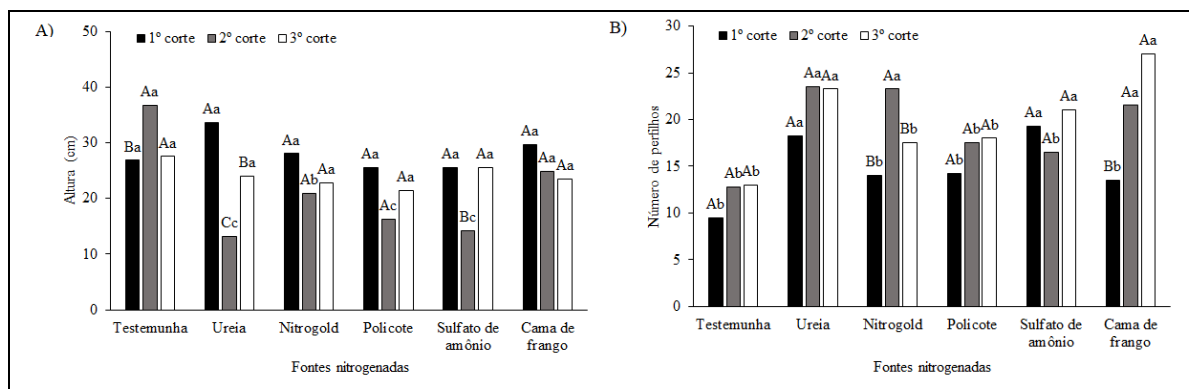 A)
50
40
30
20
10
0
Altura (cm)
1º corte 2º corte 3º corte
Ba Aa Aa
Aa Cc Ba
Aa Ab Aa
Aa Ac Aa
Aa Bc Aa
Aa Aa Aa
Testemunha Ureia Nitrogold Policote Sulfato de amônio Cama de frango
Fontes nitrogenadas
B)
30
25
20
15
10
5
0
Número de perfilhos
1º corte 2º corte 3º corte
Ab Ab Ab
Aa Aa Aa
Bb Aa Bb
Ab Ab Ab
Aa Ab Aa
Bb Aa Aa
Testemunha Ureia Nitrogold Policote Sulfato de amônio Cama de frango
Fontes nitrogenadas